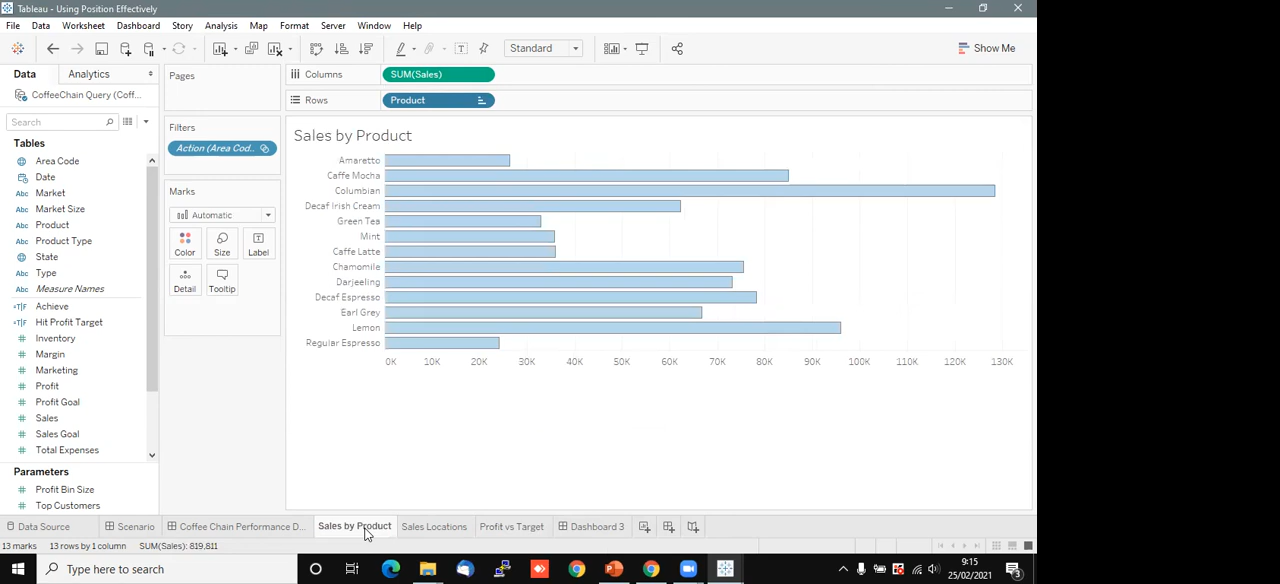 Tableau - Using Position Effectively
File Data Worksheet Dashboard Story Analysis Map Format Server Window Help
Standard
Show Me
Data Analytics
CoffeeChain Query (Coff...
Search
Tables
Area Code
Date
Market
Market Size
Product
Product Type
State
Type
Measure Names
Achieve
Hit Profit Target
Inventory
Margin
Marketing
Profit
Profit Goal
Sales
Sales Goal
Total Expenses
Parameters
Profit Bin Size
Top Customers
Pages
Filters
Action (Area Cod..
Marks
Automatic
Color Size Label
Detail Tooltip
Columns SUM(Sales)
Rows Product
Sales by Product
Amaretto
Caffe Mocha
Columbian
Decaf Irish Cream
Green Tea
Mint
Caffe Latte
Chamomile
Darjeeling
Decaf Espresso
Earl Grey
Lemon
Regular Espresso
0K 10K 20K 30K 40K 50K 60K 70K 80K 90K 100K 110K 120K 130K
Data Source Scenario Coffee Chain Performance D... Sales by Product Sales Locations Profit vs Target Dashboard 3
13 marks 13 rows by 1 column SUM(Sales): 819,811
Type here to search
9:15
25/02/2021
3